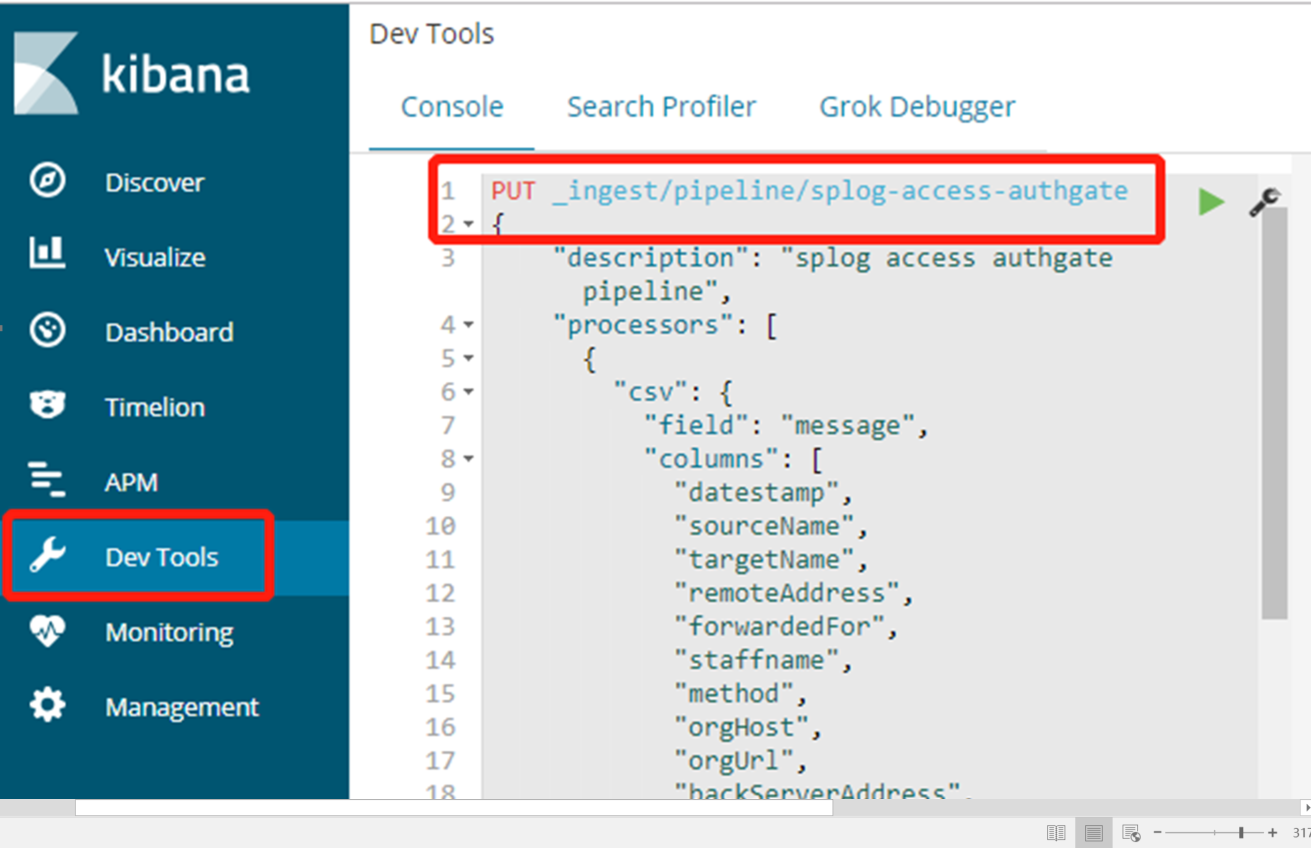 kibana
Discover
Visualize
Dashboard
Timelion
APM
Dev Tools
Monitoring
Management
Dev Tools
Console Search Profiler Grok Debugger
1 PUT _ingest/pipeline/splog-access-authgate
2 {
3 "description": "splog access authgate
pipeline",
4 "processors": [
5 {
6 "csv": {
7 "field": "message",
8 "columns": [
9 "datestamp",
10 "sourceName",
11 "targetName",
12 "remoteAddress",
13 "forwardedFor",
14 "staffname",
15 "method",
16 "orgHost",
17 "orgUrl",
18 "backServerAddress",
317